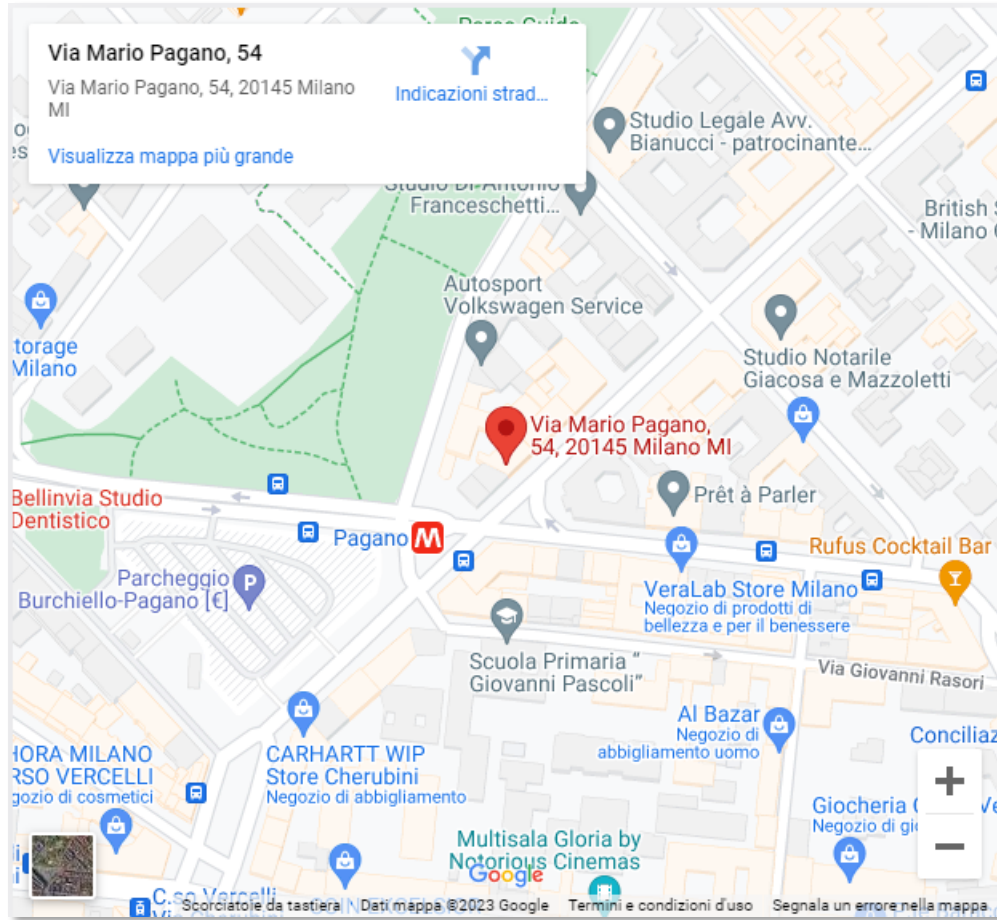 Parco Guido
Via Mario Pagano, 54
Via Mario Pagano, 54, 20145 Milano
MI
Indicazioni strad...
Visualizza mappa più grande
Studio Legale Avv.
Bianucci - patrocinante...
Studio Di Antonio
Franceschetti...
British
- Milano
Autosport
Volkswagen Service
torage
Milano
Studio Notarile
Giacosa e Mazzoletti
Via Mario Pagano,
54, 20145 Milano MI
Bellinvia Studio
Dentistico
Prêt à Parler
Pagano
M
Rufus Cocktail Bar
Parcheggio
Burchiello-Pagano [€]
P
VeraLab Store Milano
Negozio di prodotti di
bellezza e per il benessere
Scuola Primaria “
Giovanni Pascoli”
Via Giovanni Rasori
Al Bazar
Negozio di
abbigliamento uomo
Conciliaz
HORA MILANO
RSO VERCELLI
gozio di cosmetici
CARHARTT WIP
Store Cherubini
Negozio di abbigliamento
+
−
Giocheria
Negozio di gio
Multisala Gloria by
Notorious Cinemas
Google
C.so Vercelli
Scorciatoie da tastiera
Dati mappa ©2023 Google
Termini e condizioni d'uso
Segnala un errore nella mappa